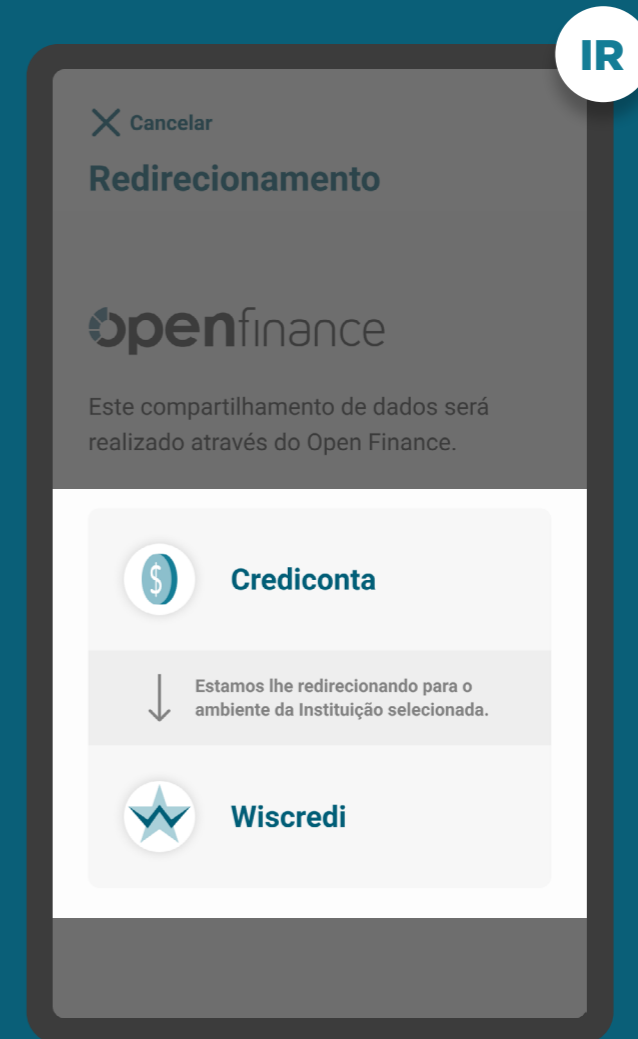 IR
Cancelar
Redirecionamento
openfinance
Este compartilhamento de dados será
realizado através do Open Finance.
$
Crediconta
Estamos lhe redirecionando para o
ambiente da Instituição selecionada.
Wiscredi